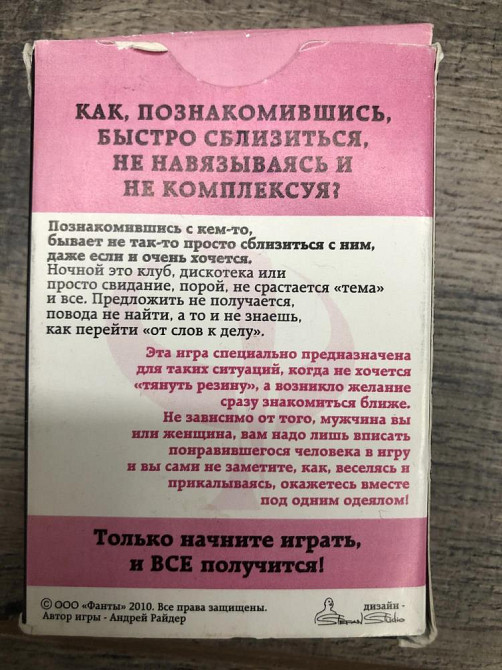 КАК, ПОЗНАКОМИВШИСЬ,
БЫСТРО СБЛИЗИТЬСЯ,
НЕ НАВЯЗЫВАЯСЬ И
НЕ КОМПЛЕКСУЯ?
Познакомившись с кем-то,
бывает не так-то просто сблизиться с ним,
даже если и очень хочется.
Ночной это клуб, дискотека или
просто свидание, порой, не срастается «тема»
и все. Предложить не получается,
повода не найти, а то и не знаешь,
как перейти «от слов к делу».
Эта игра специально предназначена
для таких ситуаций, когда не хочется
«тянуть резину», а возникло желание
сразу знакомиться ближе.
Не зависимо от того, мужчина вы
или женщина, вам надо лишь вписать
понравившегося человека в игру
и вы сами не заметите, как, веселясь и
прикалываясь, окажетесь вместе
под одним одеялом!
Только начните играть,
и ВСЕ получится!
© ООО «Фанты» 2010. Все права защищены.
Автор игры - Андрей Райдер
дизайн -
Stefan Studio